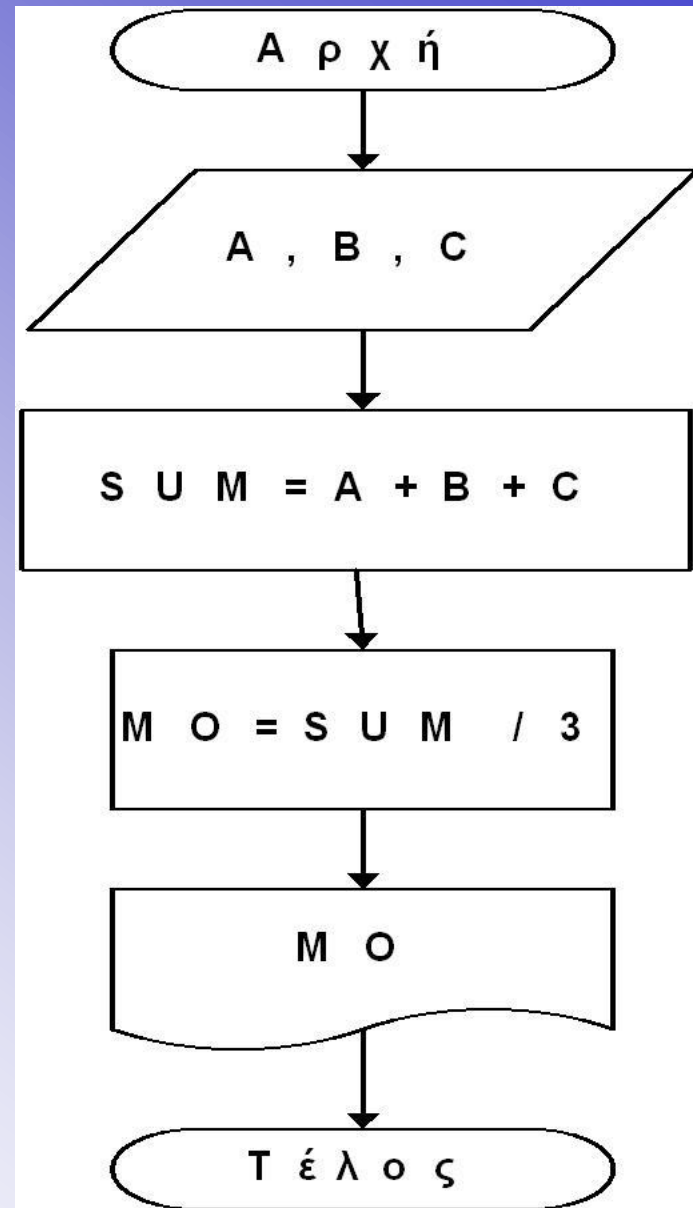 Αρχή
A , B , C
SUM = A + B + C
MO = SUM / 3
MO
Τέλος